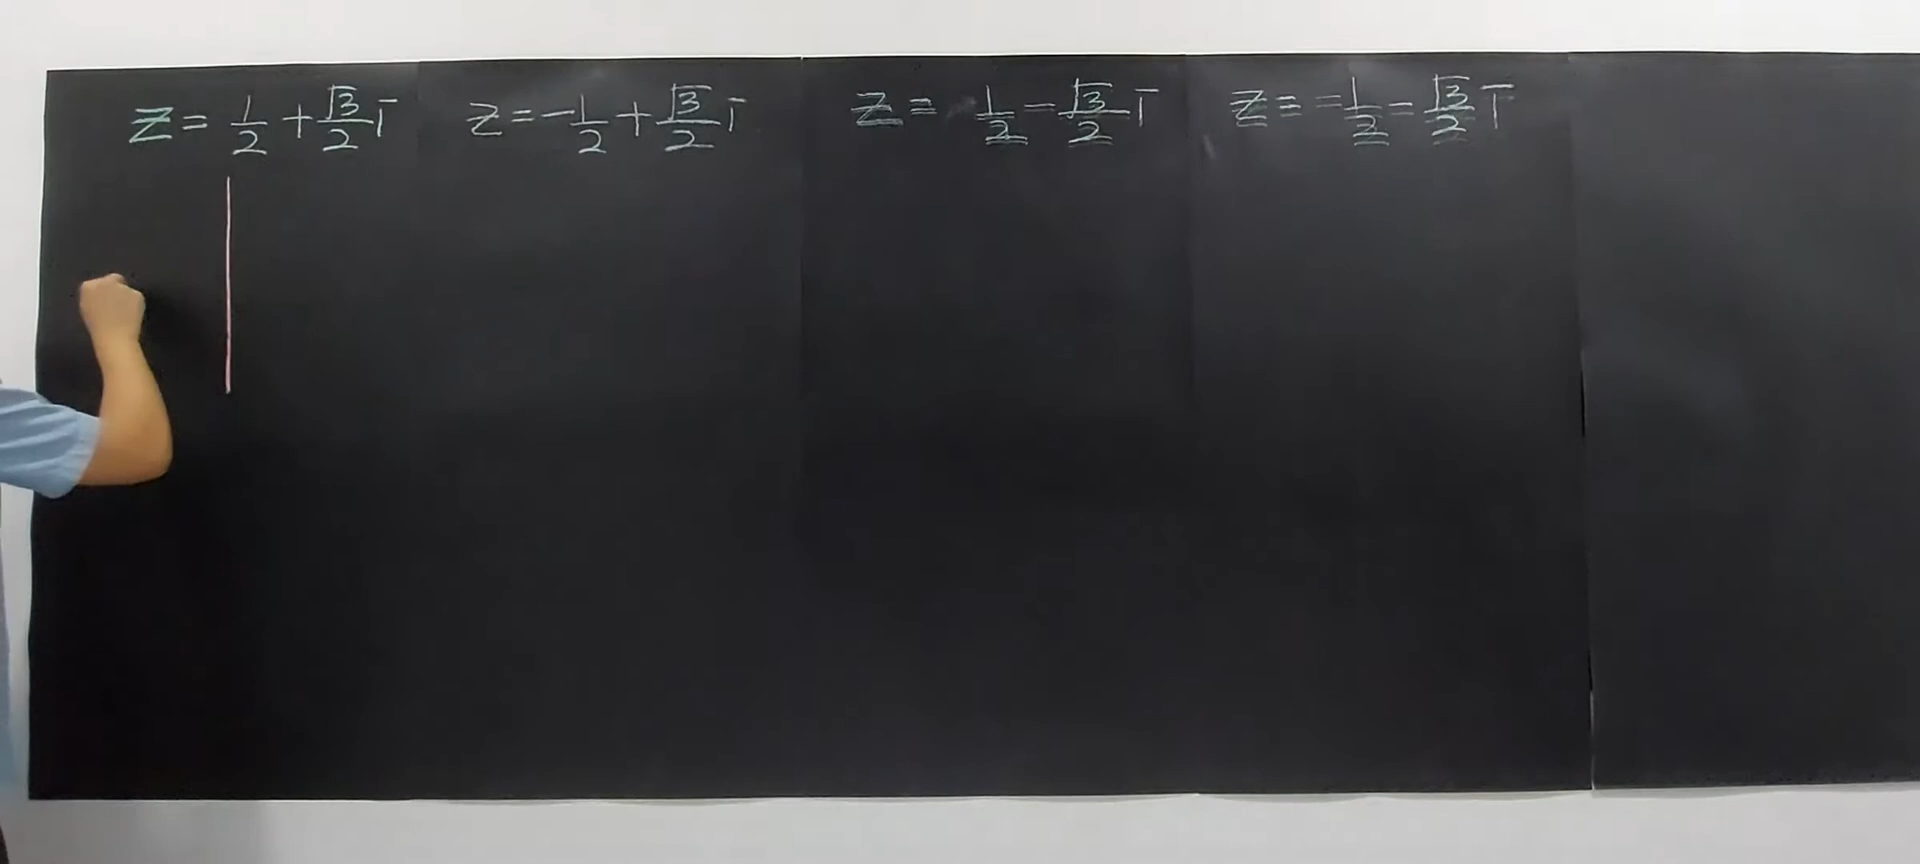 z = 1/2 + √3/2 i
z = -1/2 + √3/2 i
z = 1/2 - √3/2 i
z = -1/2 - √3/2 i